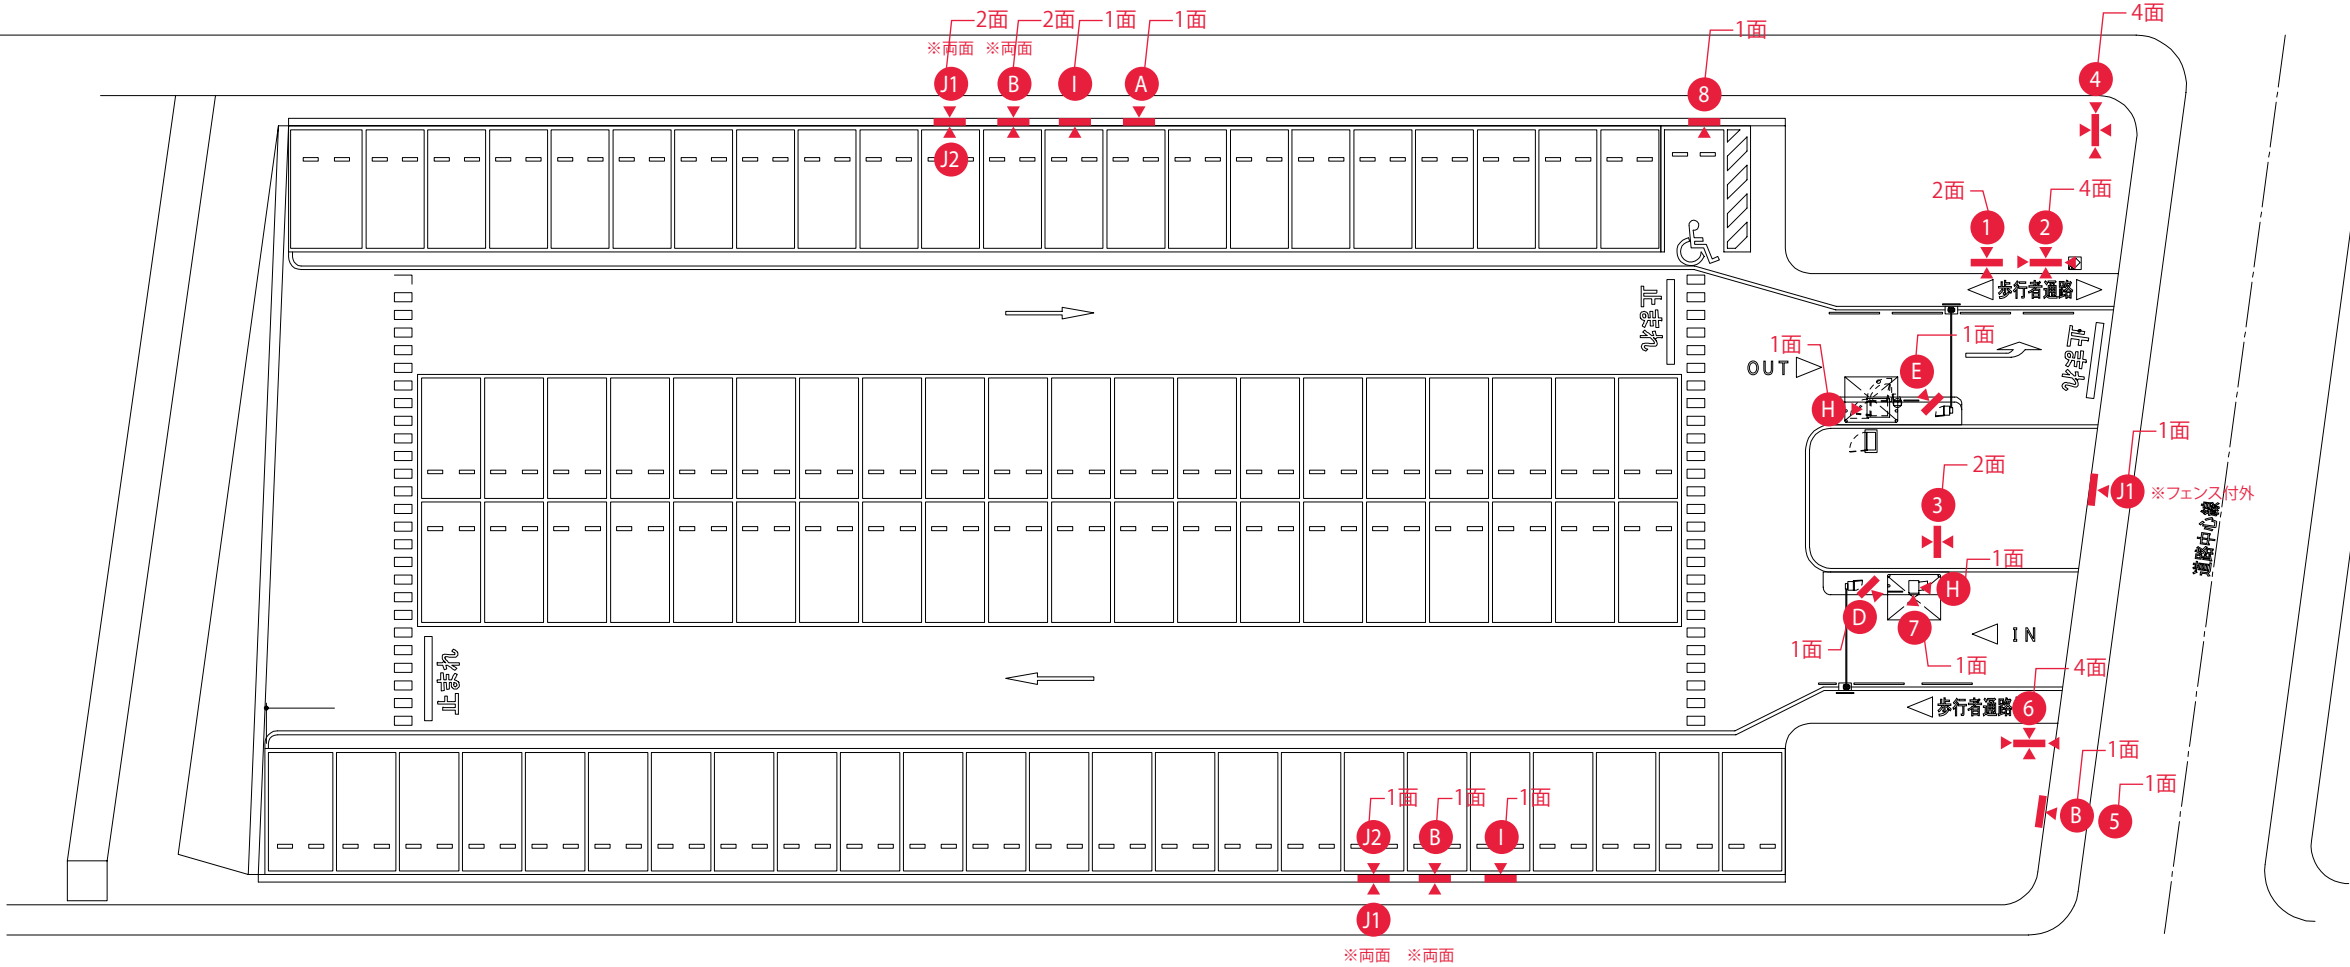 2面 2面 1面 1面 1面 4面
※両面 ※両面
J1 B I A 8 4
J2
2面 4面
1 2
歩行者通路
止まれ
1面 1面
OUT
止まれ
E
H
1面
2面
J1 ※フェンス付外
3
道路中心線
1面
H
D
7
IN
1面 1面
止まれ
4面
歩行者通路 6
1面
1面
B 5
1面 1面 1面
J2 B I
J1
※両面 ※両面